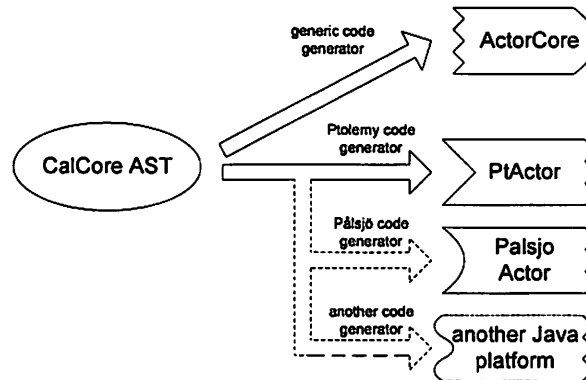 generic code
generator
ActorCore
CalCore AST
Ptolemy code
generator
PtActor
Pålsjö code
generator
Palsjo
Actor
another code
generator
another Java
platform